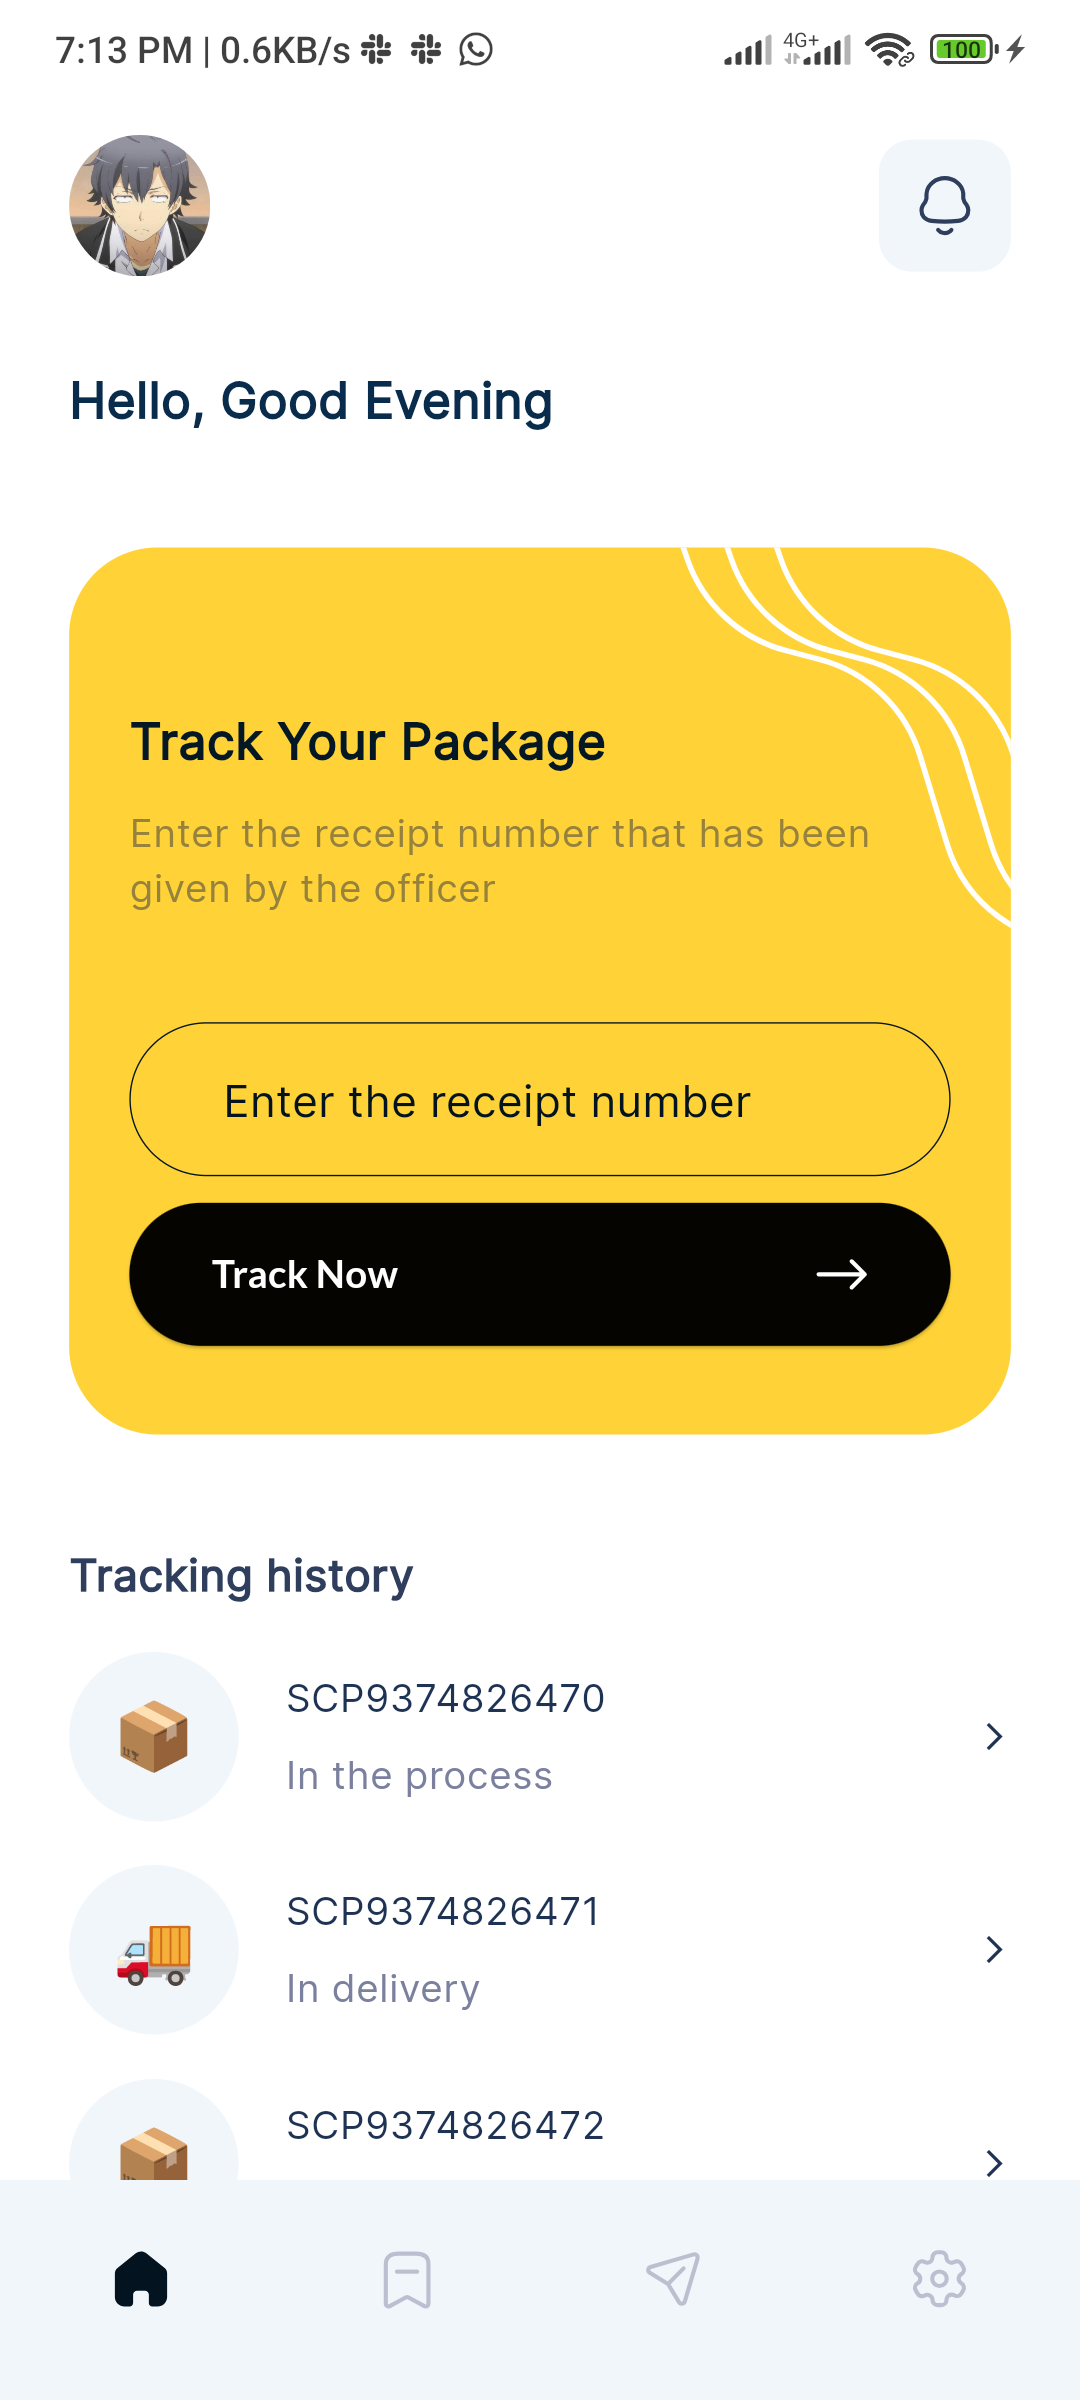 7:13 PM | 0.6KB/s 4G+ 100
Hello, Good Evening
Track Your Package
Enter the receipt number that has been
given by the officer
Enter the receipt number
Track Now
Tracking history
SCP9374826470
In the process
SCP9374826471
In delivery
SCP9374826472